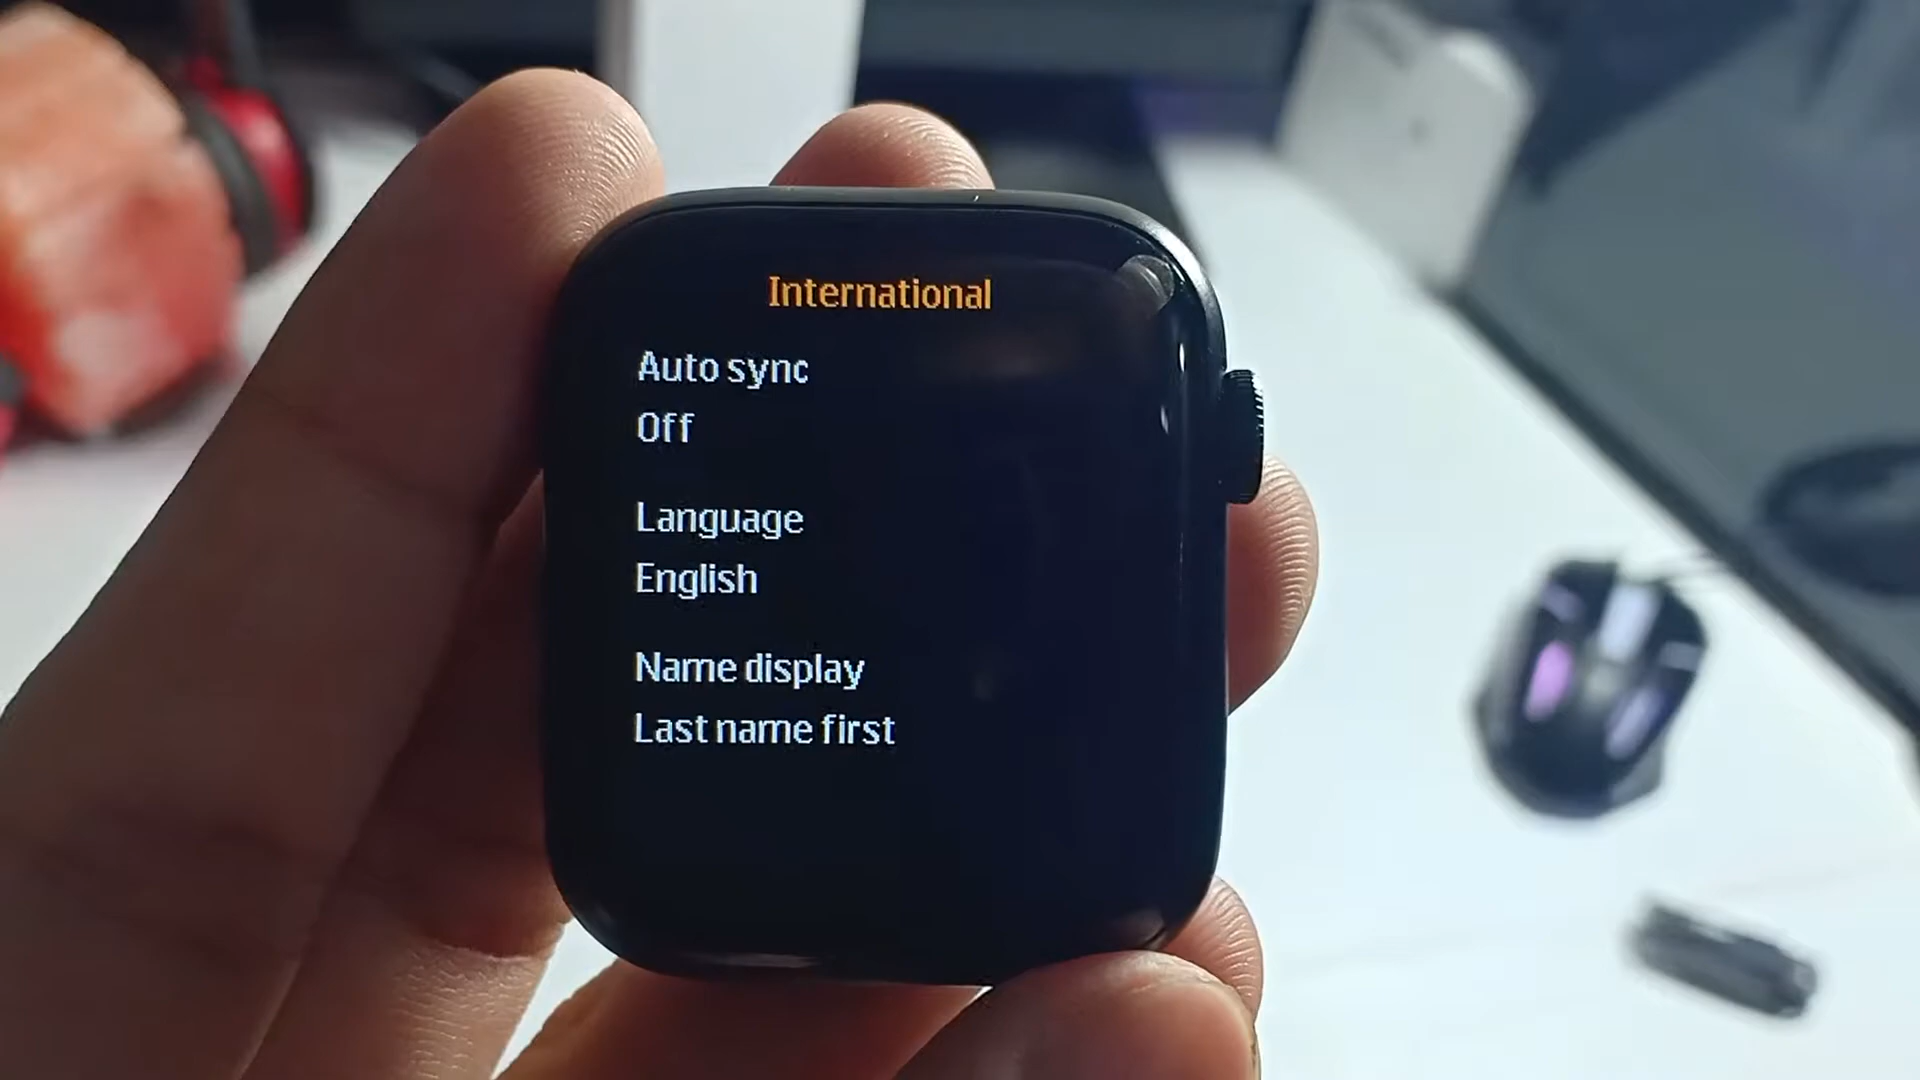 International
Auto sync
Off
Language
English
Name display
Last name first